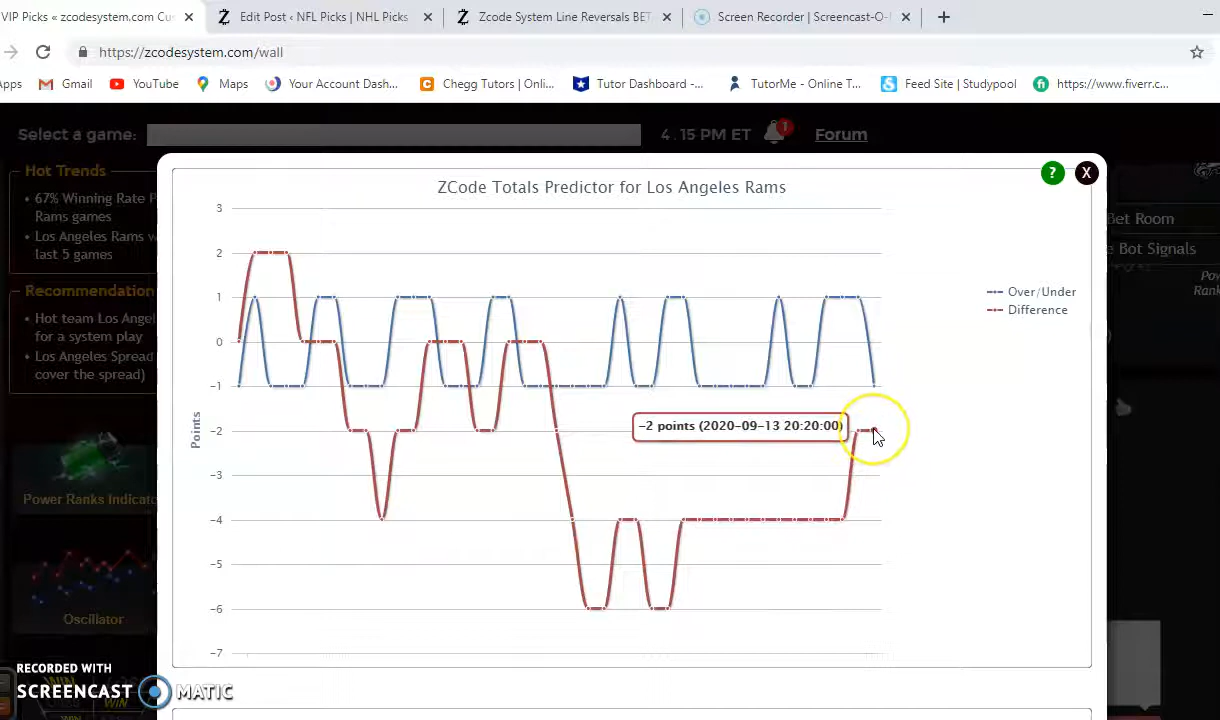 VIP Picks « zcodesystem.com Cus
Edit Post ‹ NFL Picks | NHL Picks
Zcode System Line Reversals BET
Screen Recorder | Screencast-O-
https://zcodesystem.com/wall
Apps
Gmail
YouTube
Maps
Your Account Dash...
Chegg Tutors | Onli...
Tutor Dashboard -...
TutorMe - Online T...
Feed Site | Studypool
https://www.fiverr.c...
Select a game:
4.15 PM ET
1
Forum
Hot Trends
67% Winning Rate
Rams games
Los Angeles Rams
last 5 games
Recommendation
Hot team Los Angel
for a system play
Los Angeles Spread
cover the spread)
Power Ranks Indicato
Oscillator
Bet Room
Bot Signals
Rank
ZCode Totals Predictor for Los Angeles Rams
?
X
3
2
1
0
-1
-2
-3
-4
-5
-6
-7
Points
Over/Under
Difference
-2 points (2020-09-13 20:20:00)
RECORDED WITH
SCREENCAST MATIC
WIN
WIN